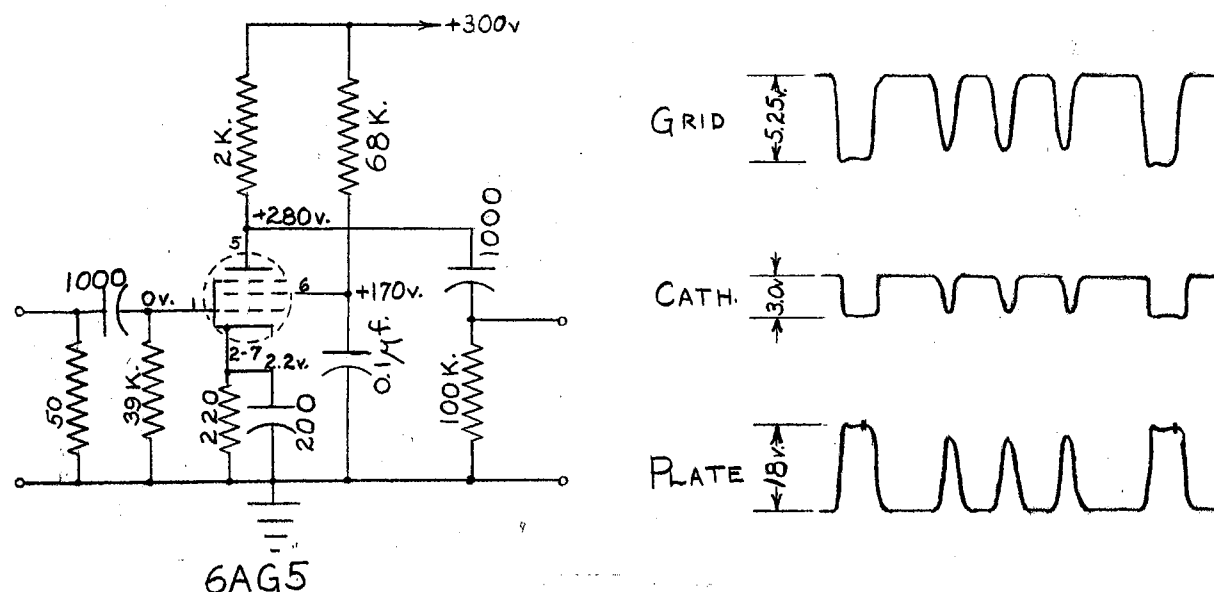 +300v
2K.
68K.
+280v.
1000
5
6
1000
0v.
1
+170v.
2-7
2.2v.
0.1μf.
50
39K.
220
200
100K.
6AG5
GRID
5.25v.
CATH.
3.0v
PLATE
18v.